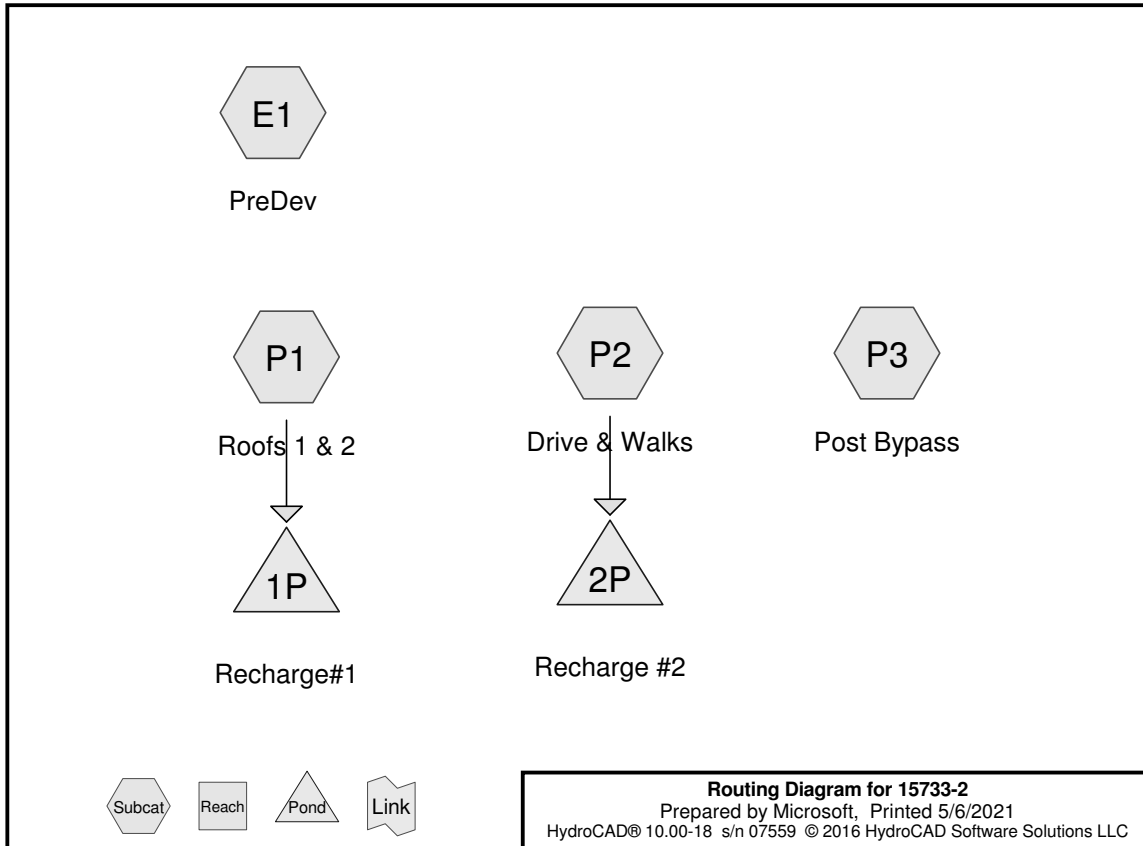 E1
PreDev
P1
P2
P3
Roofs 1 & 2
Drive & Walks
Post Bypass
1P
2P
Recharge#1
Recharge #2
Subcat
Reach
Pond
Link
Routing Diagram for 15733-2
Prepared by Microsoft, Printed 5/6/2021
HydroCAD® 10.00-18 s/n 07559 © 2016 HydroCAD Software Solutions LLC